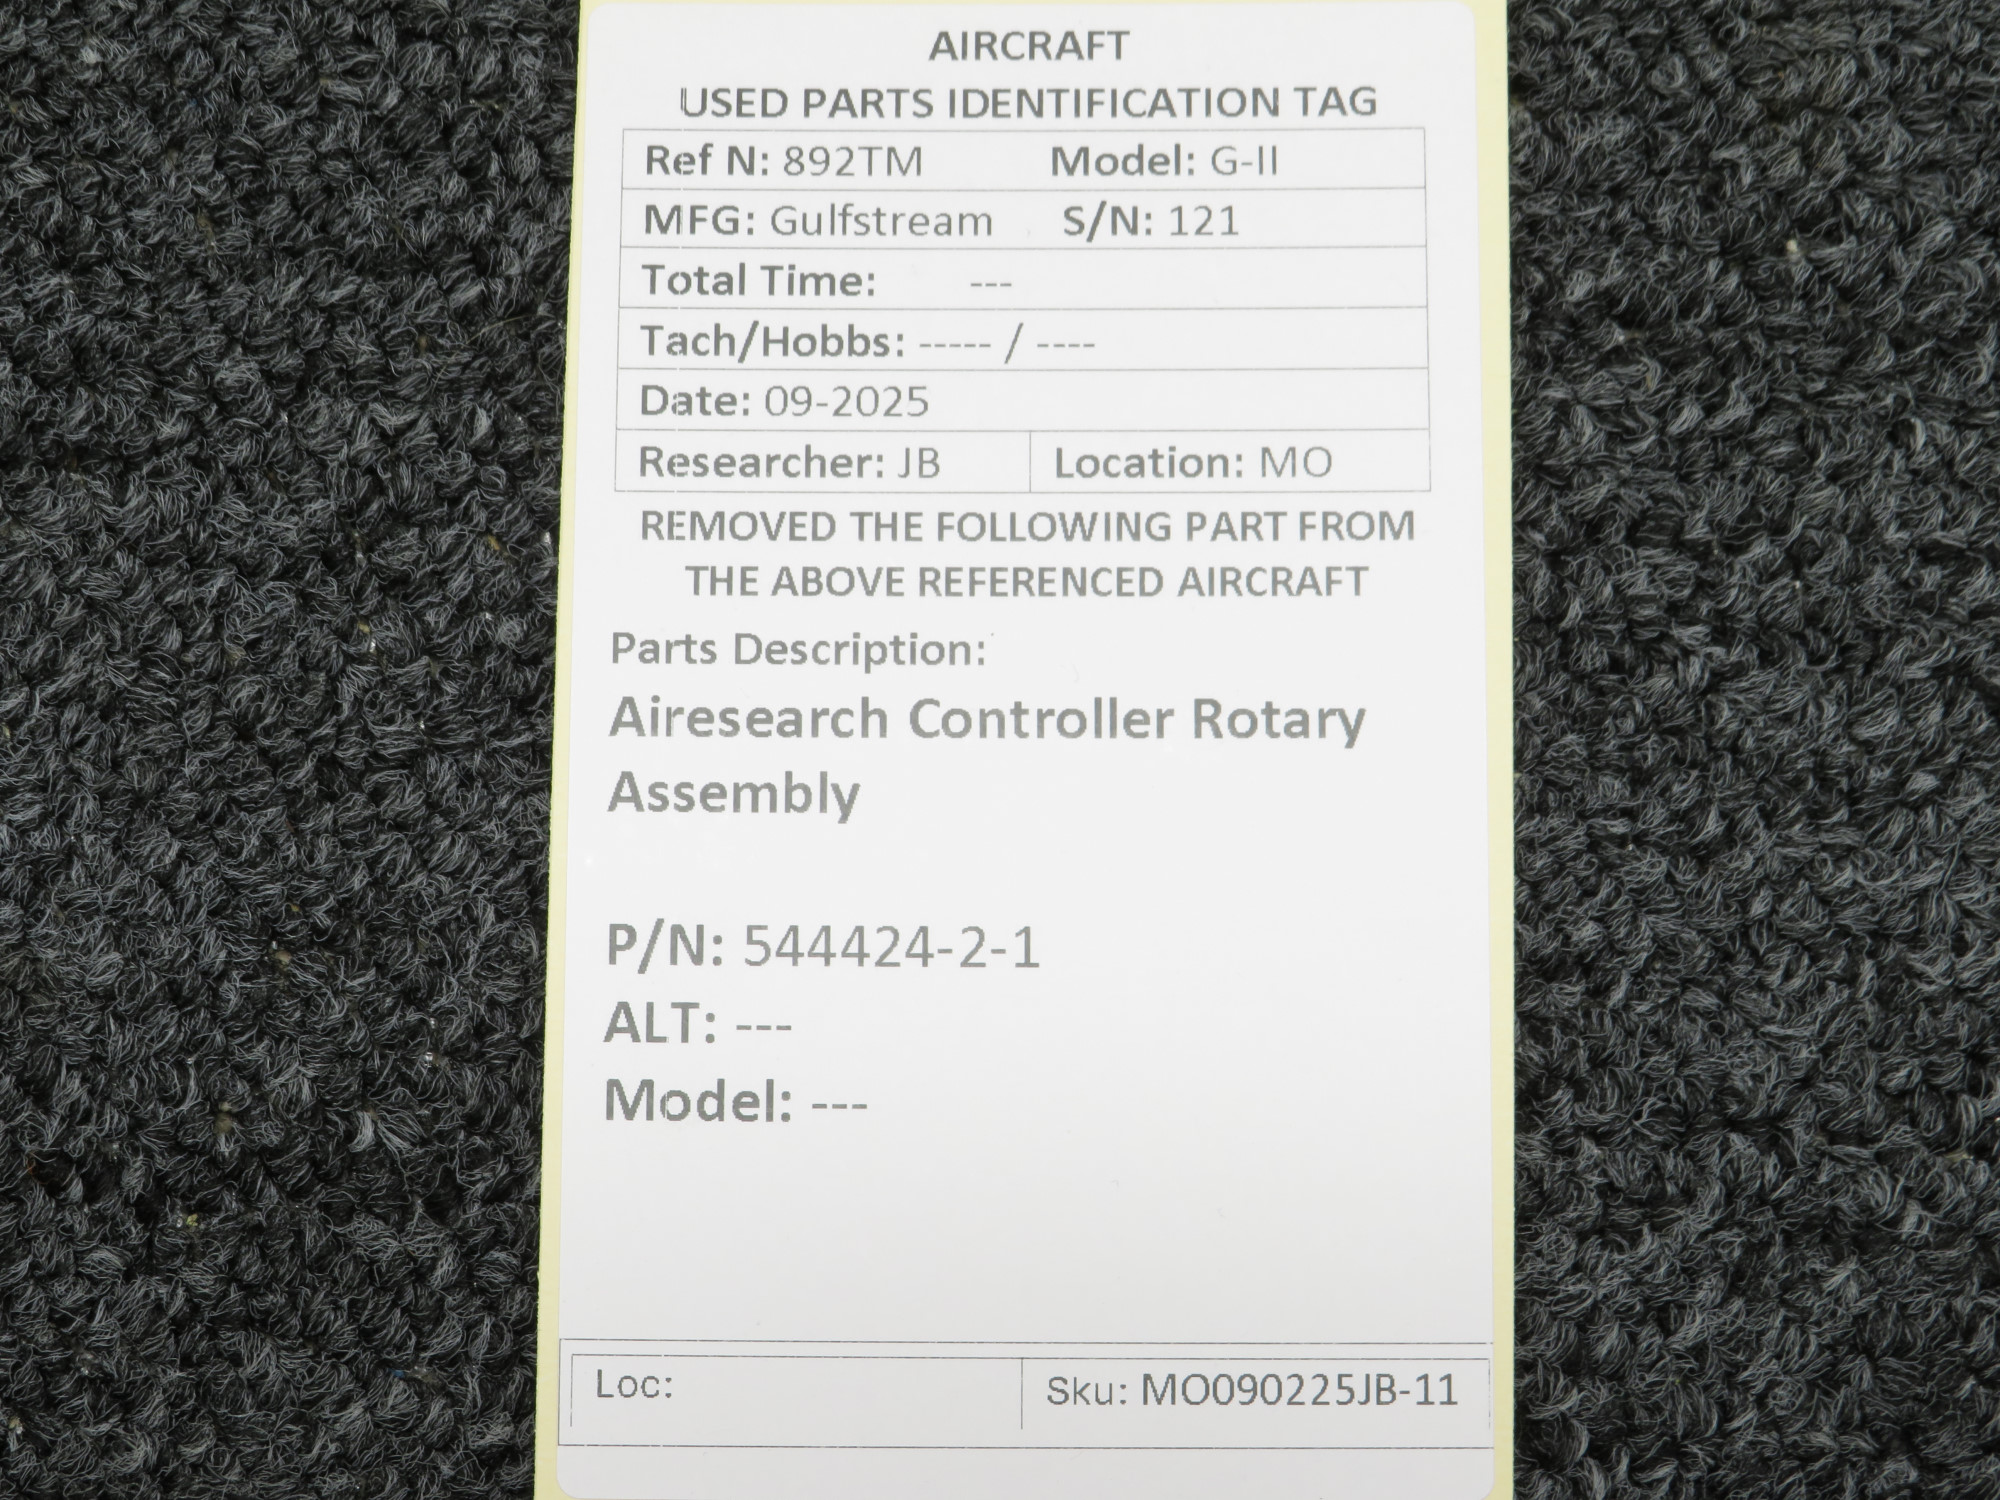 AIRCRAFT
USED PARTS IDENTIFICATION TAG
Ref N: 892TM Model: G-II
MFG: Gulfstream S/N: 121
Total Time: ---
Tach/Hobbs: ----- / ----
Date: 09-2025
Researcher: JB Location: MO
REMOVED THE FOLLOWING PART FROM
THE ABOVE REFERENCED AIRCRAFT
Parts Description:
Airesearch Controller Rotary
Assembly
P/N: 544424-2-1
ALT: ---
Model: ---
Loc: Sku: MO090225JB-11